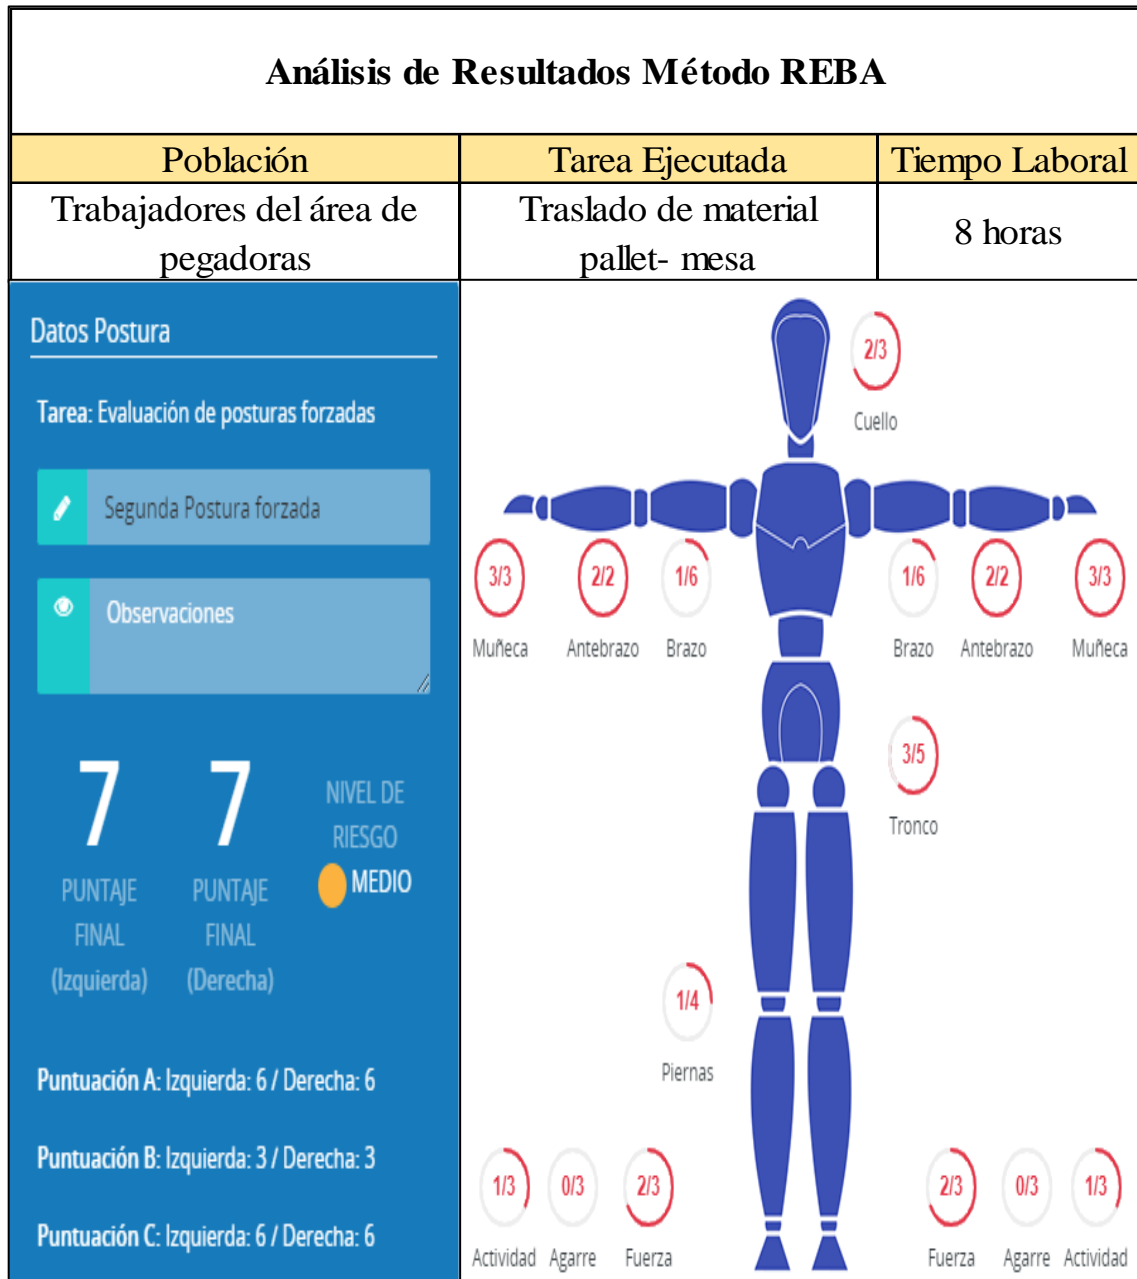 Análisis de Resultados Método REBA
Población
Tarea Ejecutada
Tiempo Laboral
Trabajadores del área de
pegadoras
Traslado de material
pallet- mesa
8 horas
Datos Postura
Tarea: Evaluación de posturas forzadas
Segunda Postura forzada
Observaciones
7
7
NIVEL DE
RIESGO
MEDIO
PUNTAJE
FINAL
(Izquierda)
PUNTAJE
FINAL
(Derecha)
Puntuación A: Izquierda: 6 / Derecha: 6
Puntuación B: Izquierda: 3 / Derecha: 3
Puntuación C: Izquierda: 6 / Derecha: 6
2/3
Cuello
3/3
2/2
1/6
1/6
2/2
3/3
Muñeca
Antebrazo
Brazo
Brazo
Antebrazo
Muñeca
3/5
Tronco
1/4
Piernas
1/3
0/3
2/3
2/3
0/3
1/3
Actividad
Agarre
Fuerza
Fuerza
Agarre
Actividad